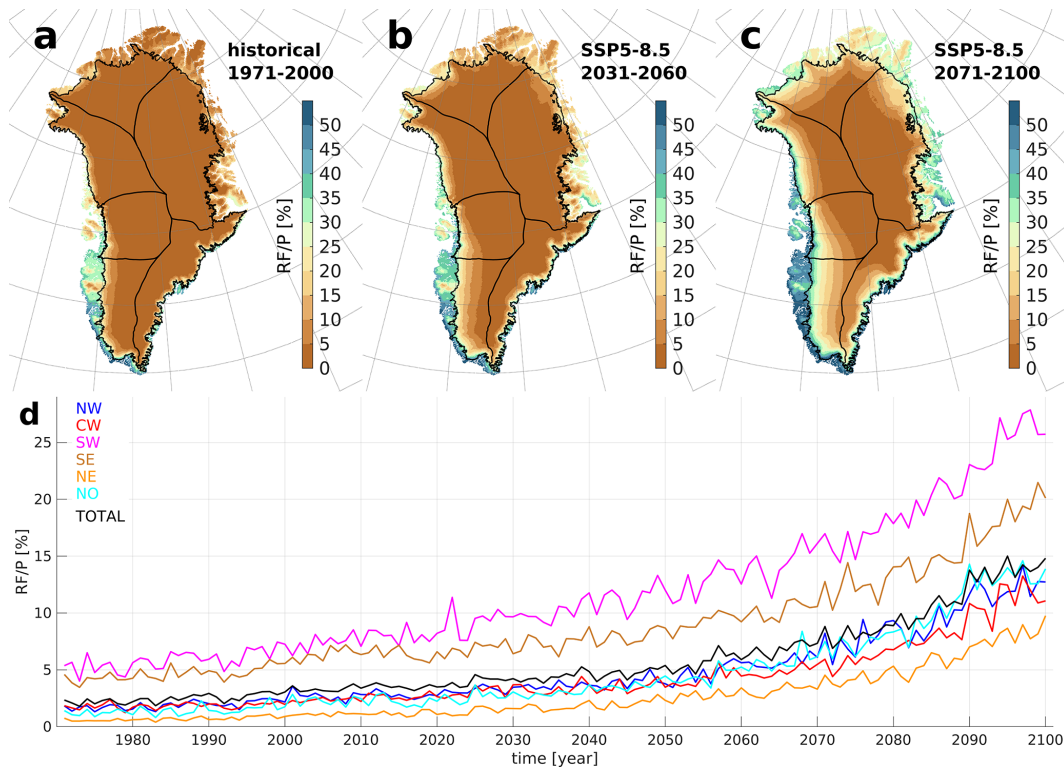 a
historical
1971-2000
50
45
40
35
30
25
20
15
10
5
0
RF/P [%]
b
SSP5-8.5
2031-2060
50
45
40
35
30
25
20
15
10
5
0
RF/P [%]
c
SSP5-8.5
2071-2100
50
45
40
35
30
25
20
15
10
5
0
RF/P [%]
d
NW
CW
SW
SE
NE
NO
TOTAL
RF/P [%]
25
20
15
10
5
0
1980 1990 2000 2010 2020 2030 2040 2050 2060 2070 2080 2090 2100
time [year]